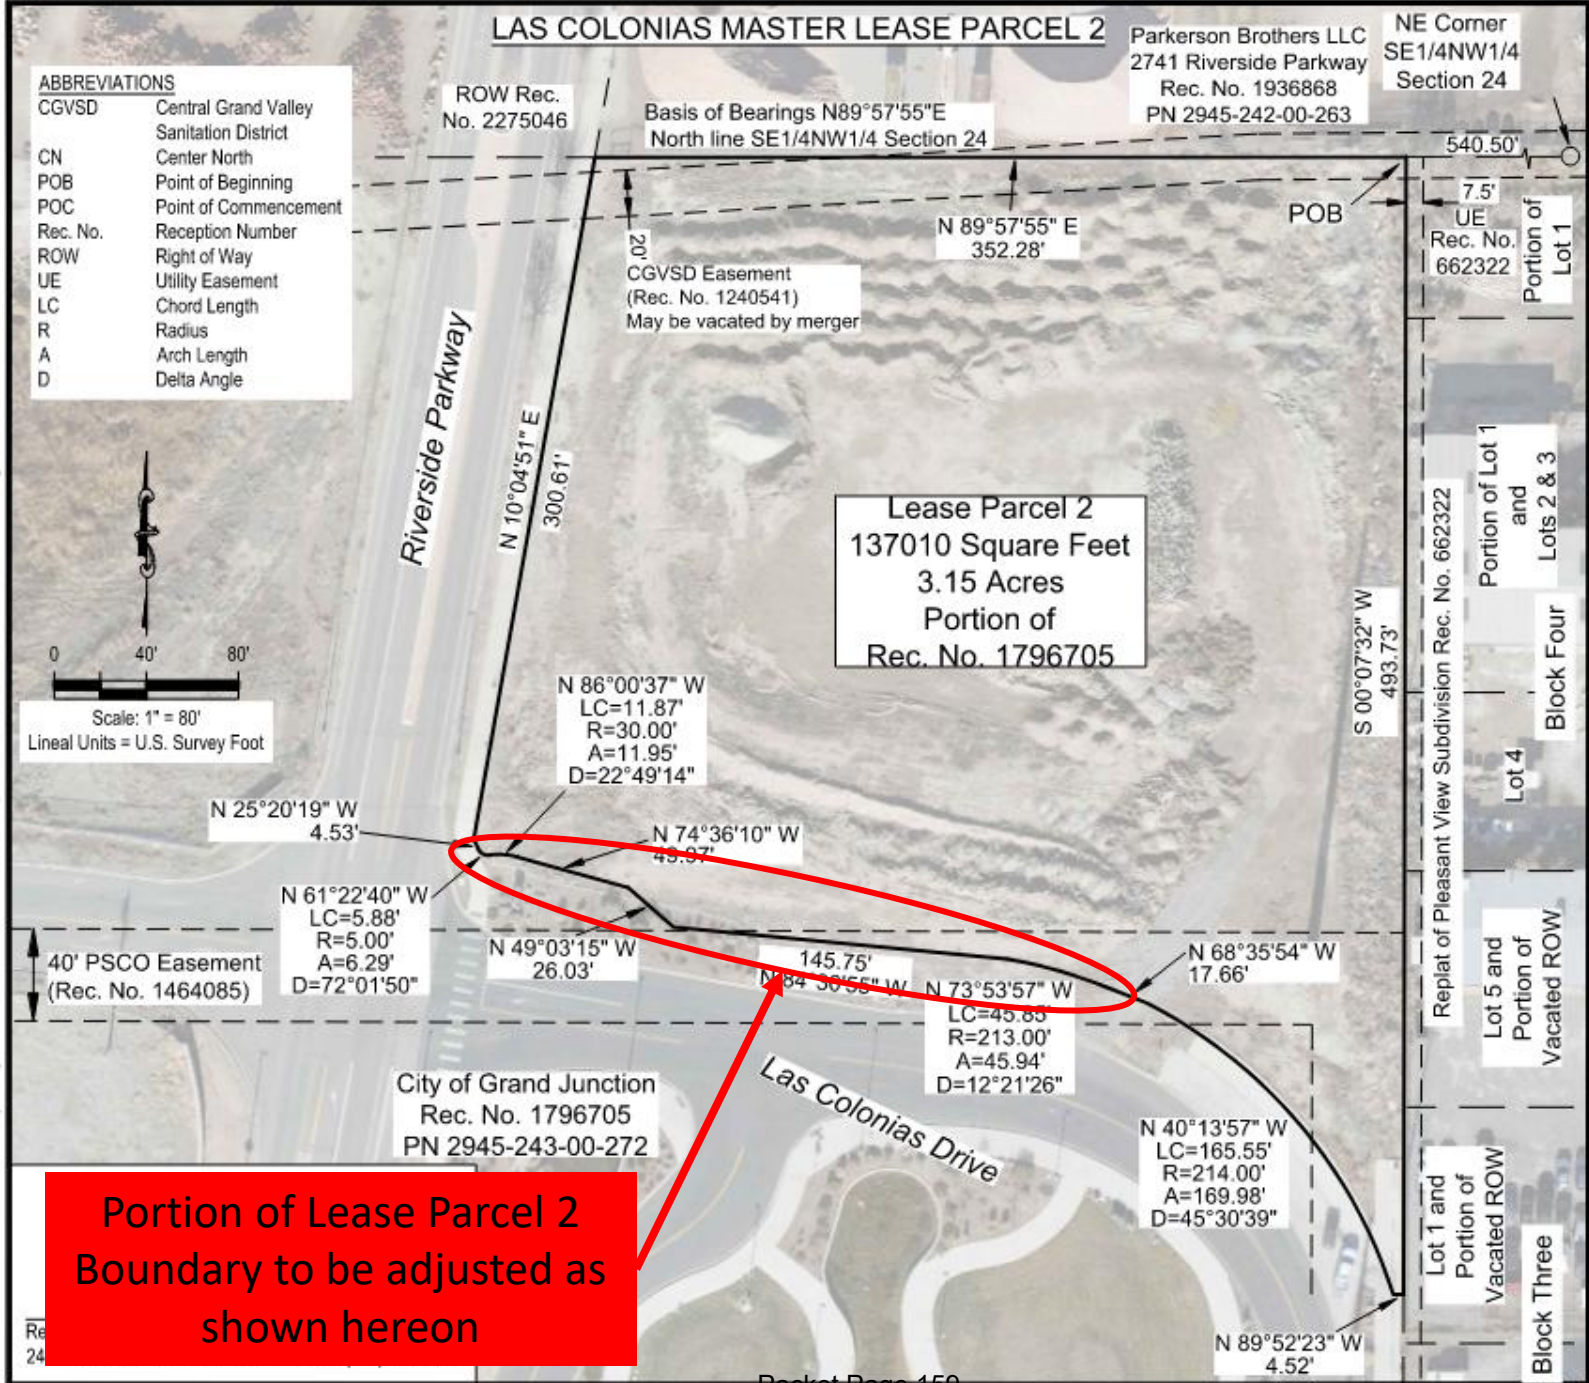 LAS COLONIAS MASTER LEASE PARCEL 2
ABBREVIATIONS
CGVSD Central Grand Valley
Sanitation District
CN Center North
POB Point of Beginning
POC Point of Commencement
Rec. No. Reception Number
ROW Right of Way
UE Utility Easement
LC Chord Length
R Radius
A Arch Length
D Delta Angle
ROW Rec.
No. 2275046
Basis of Bearings N89°57'55"E
North line SE1/4NW1/4 Section 24
Parkerson Brothers LLC
2741 Riverside Parkway
Rec. No. 1936868
PN 2945-242-00-263
NE Corner
SE1/4NW1/4
Section 24
540.50'
POB
7.5'
UE
Rec. No.
662322
Portion of
Lot 1
N 89°57'55" E
352.28'
20'
CGVSD Easement
(Rec. No. 1240541)
May be vacated by merger
Riverside Parkway
N 10°04'51" E
300.61'
Lease Parcel 2
137010 Square Feet
3.15 Acres
Portion of
Rec. No. 1796705
S 00°07'32" W
493.73'
Replat of Pleasant View Subdivision Rec. No. 662322
Portion of Lot 1
and
Lots 2 & 3
Block Four
Lot 4
Lot 5 and
Portion of
Vacated ROW
Lot 1 and
Portion of
Vacated ROW
Block Three
0 40' 80'
Scale: 1" = 80'
Lineal Units = U.S. Survey Foot
N 86°00'37" W
LC=11.87'
R=30.00'
A=11.95'
D=22°49'14"
N 25°20'19" W
4.53'
N 74°36'10" W
N 61°22'40" W
LC=5.88'
R=5.00'
A=6.29'
D=72°01'50"
N 49°03'15" W
26.03'
145.75'
N 68°35'54" W
17.66'
N 73°53'57" W
LC=45.85'
R=213.00'
A=45.94'
D=12°21'26"
40' PSCO Easement
(Rec. No. 1464085)
City of Grand Junction
Rec. No. 1796705
PN 2945-243-00-272
Las Colonias Drive
N 40°13'57" W
LC=165.55'
R=214.00'
A=169.98'
D=45°30'39"
N 89°52'23" W
4.52'
Portion of Lease Parcel 2
Boundary to be adjusted as
shown hereon
Re
24
Packet Page 159